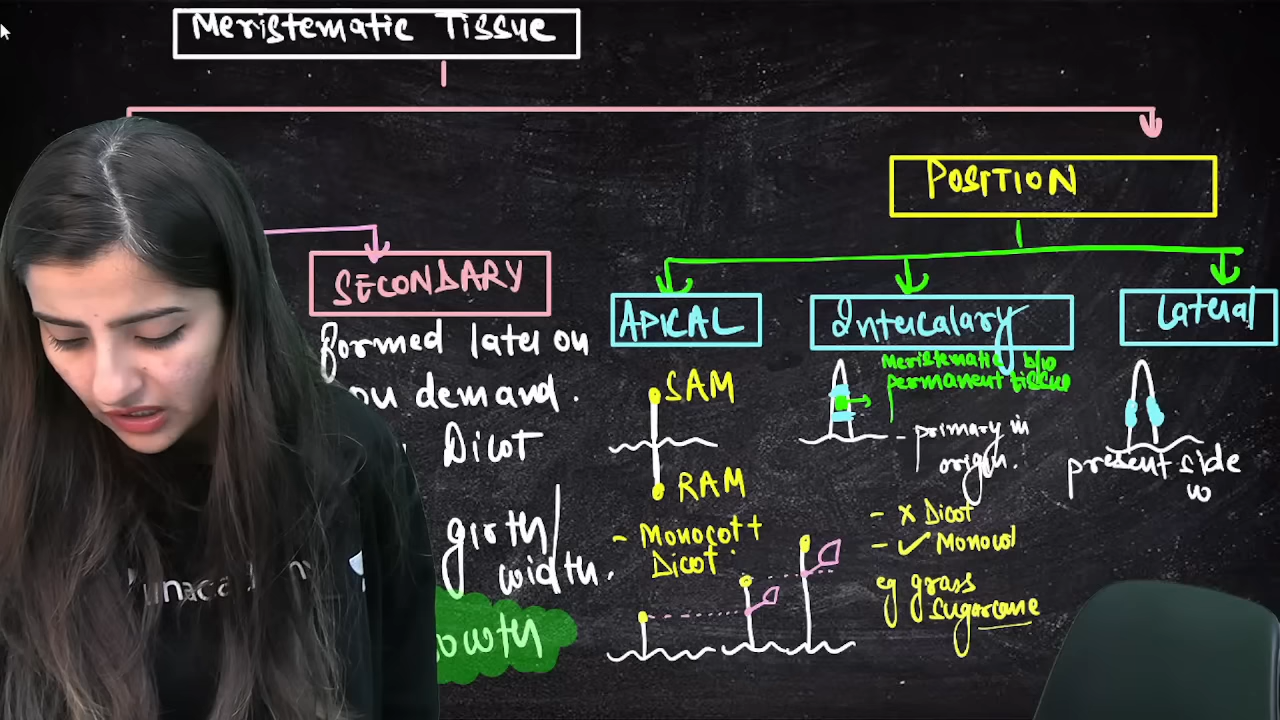 Meristematic Tissue
POSITION
SECONDARY
formed later on
on demand.
Dicot
girth/
width.
APICAL
SAM
RAM
- Monocot +
Dicot.
Intercalary
Meristematic b/w
permanent tissue
- primary in
origin.
- x Dicot
- ✓ Monocot
eg grass
sugarcane
Lateral
present side